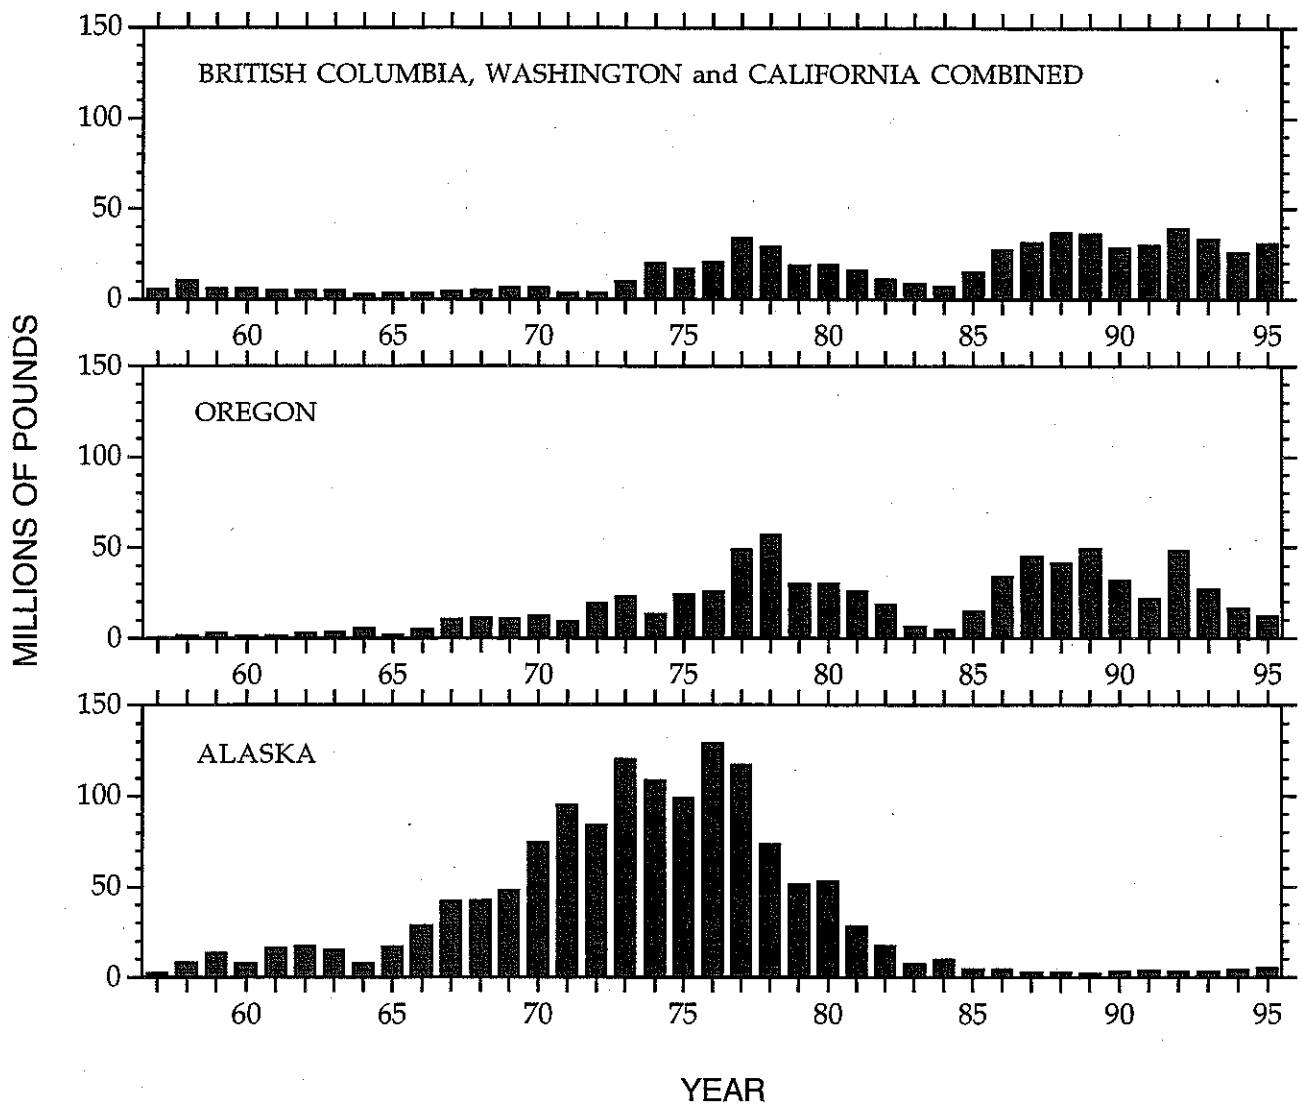 150
BRITISH COLUMBIA, WASHINGTON and CALIFORNIA COMBINED
100
50
0
60 65 70 75 80 85 90 95
MILLIONS OF POUNDS
150
OREGON
100
50
0
60 65 70 75 80 85 90 95
150
ALASKA
100
50
0
60 65 70 75 80 85 90 95
YEAR